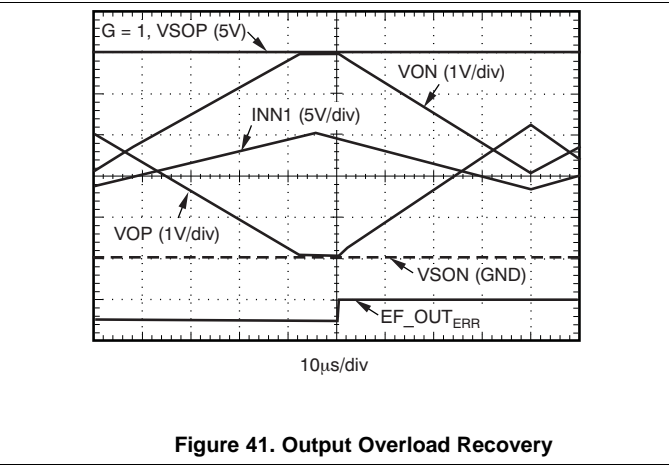 G = 1, VSOP (5V)
VON (1V/div)
INN1 (5V/div)
VOP (1V/div)
VSON (GND)
EF_OUTERR
10µs/div
Figure 41. Output Overload Recovery